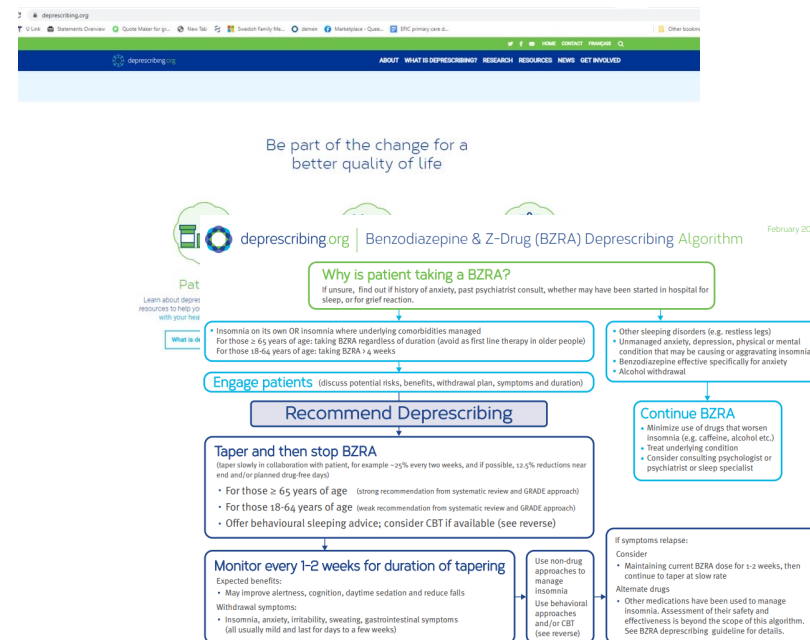 deprescribing.org
U Link Statements Overview Quote Maker for gr... New Tab Swedish Family Me... demein Marketplace - Quee... EPIC primary care d... Other bookm
HOME CONTACT FRANÇAIS
deprescribing.org ABOUT WHAT IS DEPRESCRIBING? RESEARCH RESOURCES NEWS GET INVOLVED
Be part of the change for a
better quality of life
Pat
Learn about depres
resources to help yo
with your heal
What is de
deprescribing.org Benzodiazepine & Z-Drug (BZRA) Deprescribing Algorithm
February 20
Why is patient taking a BZRA?
If unsure, find out if history of anxiety, past psychiatrist consult, whether may have been started in hospital for
sleep, or for grief reaction.
• Insomnia on its own OR insomnia where underlying comorbidities managed
For those ≥ 65 years of age: taking BZRA regardless of duration (avoid as first line therapy in older people)
For those 18-64 years of age: taking BZRA > 4 weeks
• Other sleeping disorders (e.g. restless legs)
• Unmanaged anxiety, depression, physical or mental
condition that may be causing or aggravating insomnia
• Benzodiazepine effective specifically for anxiety
• Alcohol withdrawal
Engage patients (discuss potential risks, benefits, withdrawal plan, symptoms and duration)
Recommend Deprescribing
Continue BZRA
• Minimize use of drugs that worsen
insomnia (e.g. caffeine, alcohol etc.)
• Treat underlying condition
• Consider consulting psychologist or
psychiatrist or sleep specialist
Taper and then stop BZRA
(taper slowly in collaboration with patient, for example ~25% every two weeks, and if possible, 12.5% reductions near
end and/or planned drug-free days)
• For those ≥ 65 years of age (strong recommendation from systematic review and GRADE approach)
• For those 18-64 years of age (weak recommendation from systematic review and GRADE approach)
• Offer behavioural sleeping advice; consider CBT if available (see reverse)
Monitor every 1-2 weeks for duration of tapering
Expected benefits:
• May improve alertness, cognition, daytime sedation and reduce falls
Withdrawal symptoms:
• Insomnia, anxiety, irritability, sweating, gastrointestinal symptoms
(all usually mild and last for days to a few weeks)
Use non-drug
approaches to
manage
insomnia
Use behavioral
approaches
and/or CBT
(see reverse)
If symptoms relapse:
Consider
• Maintaining current BZRA dose for 1-2 weeks, then
continue to taper at slow rate
Alternate drugs
• Other medications have been used to manage
insomnia. Assessment of their safety and
effectiveness is beyond the scope of this algorithm.
See BZRA deprescribing guideline for details.